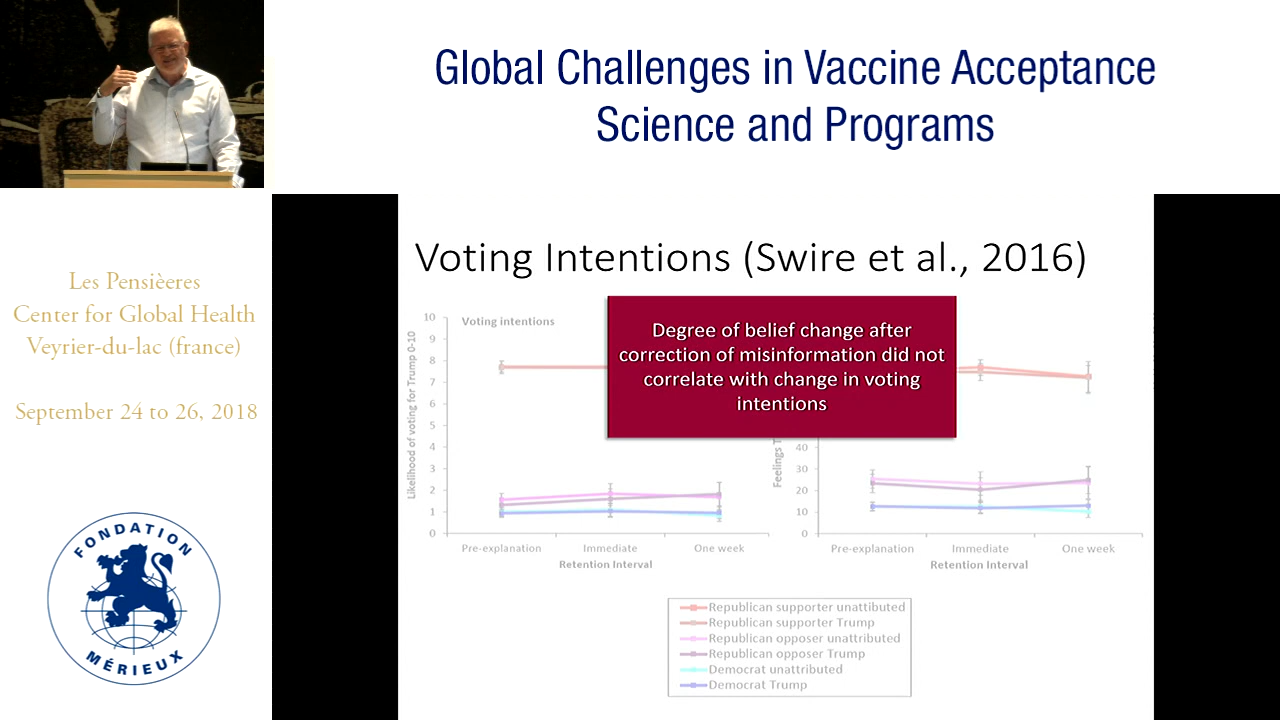 Global Challenges in Vaccine Acceptance
Science and Programs
Les Pensièeres
Center for Global Health
Veyrier-du-lac (france)
September 24 to 26, 2018
FONDATION
MÉRIEUX
Voting Intentions (Swire et al., 2016)
Degree of belief change after
correction of misinformation did not
correlate with change in voting
intentions
Voting intentions
Likelihood of voting for Trump 0-10
10
9
8
7
6
5
4
3
2
1
0
Pre-explanation Immediate One week
Retention Interval
Feelings
40
30
20
10
0
Pre-explanation Immediate One week
Retention Interval
Republican supporter unattibuted
Republican supporter Trump
Republican opposer unattributed
Republican opposer Trump
Democrat unattributed
Democrat Trump